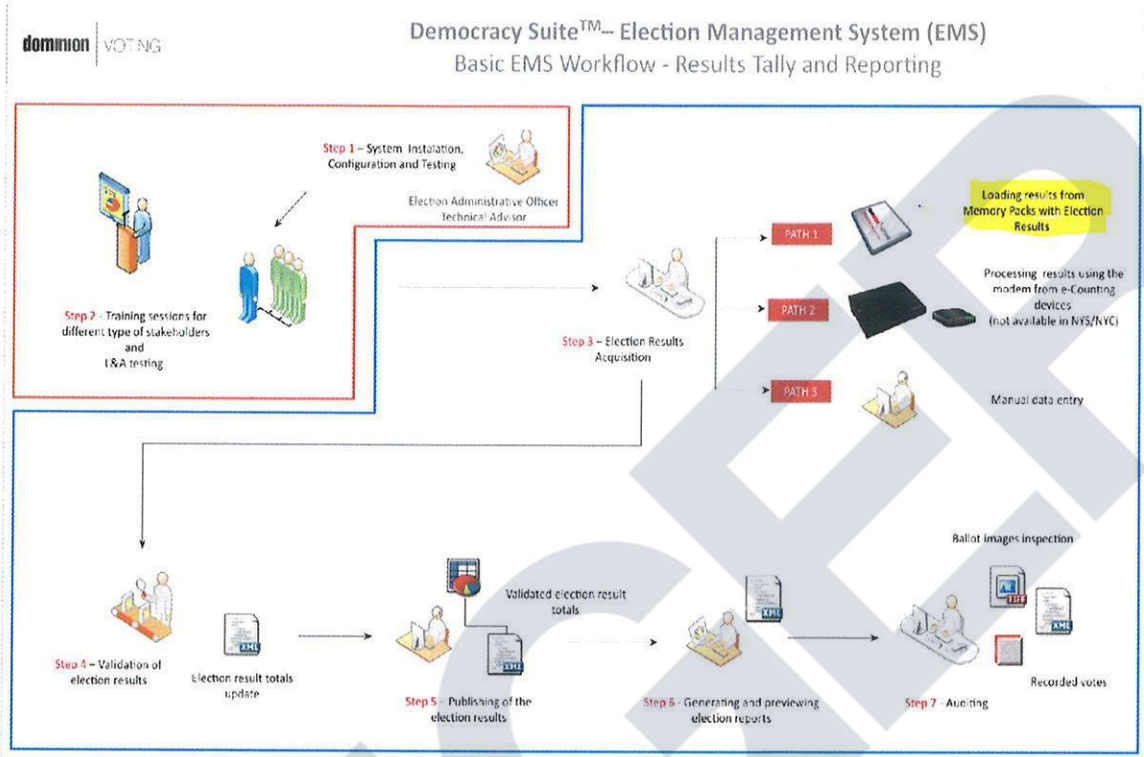 dominion | VOTING
Democracy Suite™– Election Management System (EMS)
Basic EMS Workflow - Results Tally and Reporting
Step 1 – System Instalation,
Configuration and Testing
Election Administrative Officer
Technical Advisor
Step 2 - Training sessions for
different type of stakeholders
and
L&A testing
Step 3 – Election Results
Acquisition
PATH 1
Loading results from
Memory Packs with Election
Results
PATH 2
Processing results using the
modem from e-Counting
devices
(not available in NYS/NYC)
PATH 3
Manual data entry
Step 4 – Validation of
election results
XML
Election result totals
update
XML
Step 5 – Publishing of the
election results
Validated election result
totals
XML
Step 6 - Generating and previewing
election reports
Ballot images inspection
XML
Recorded votes
Step 7 - Auditing